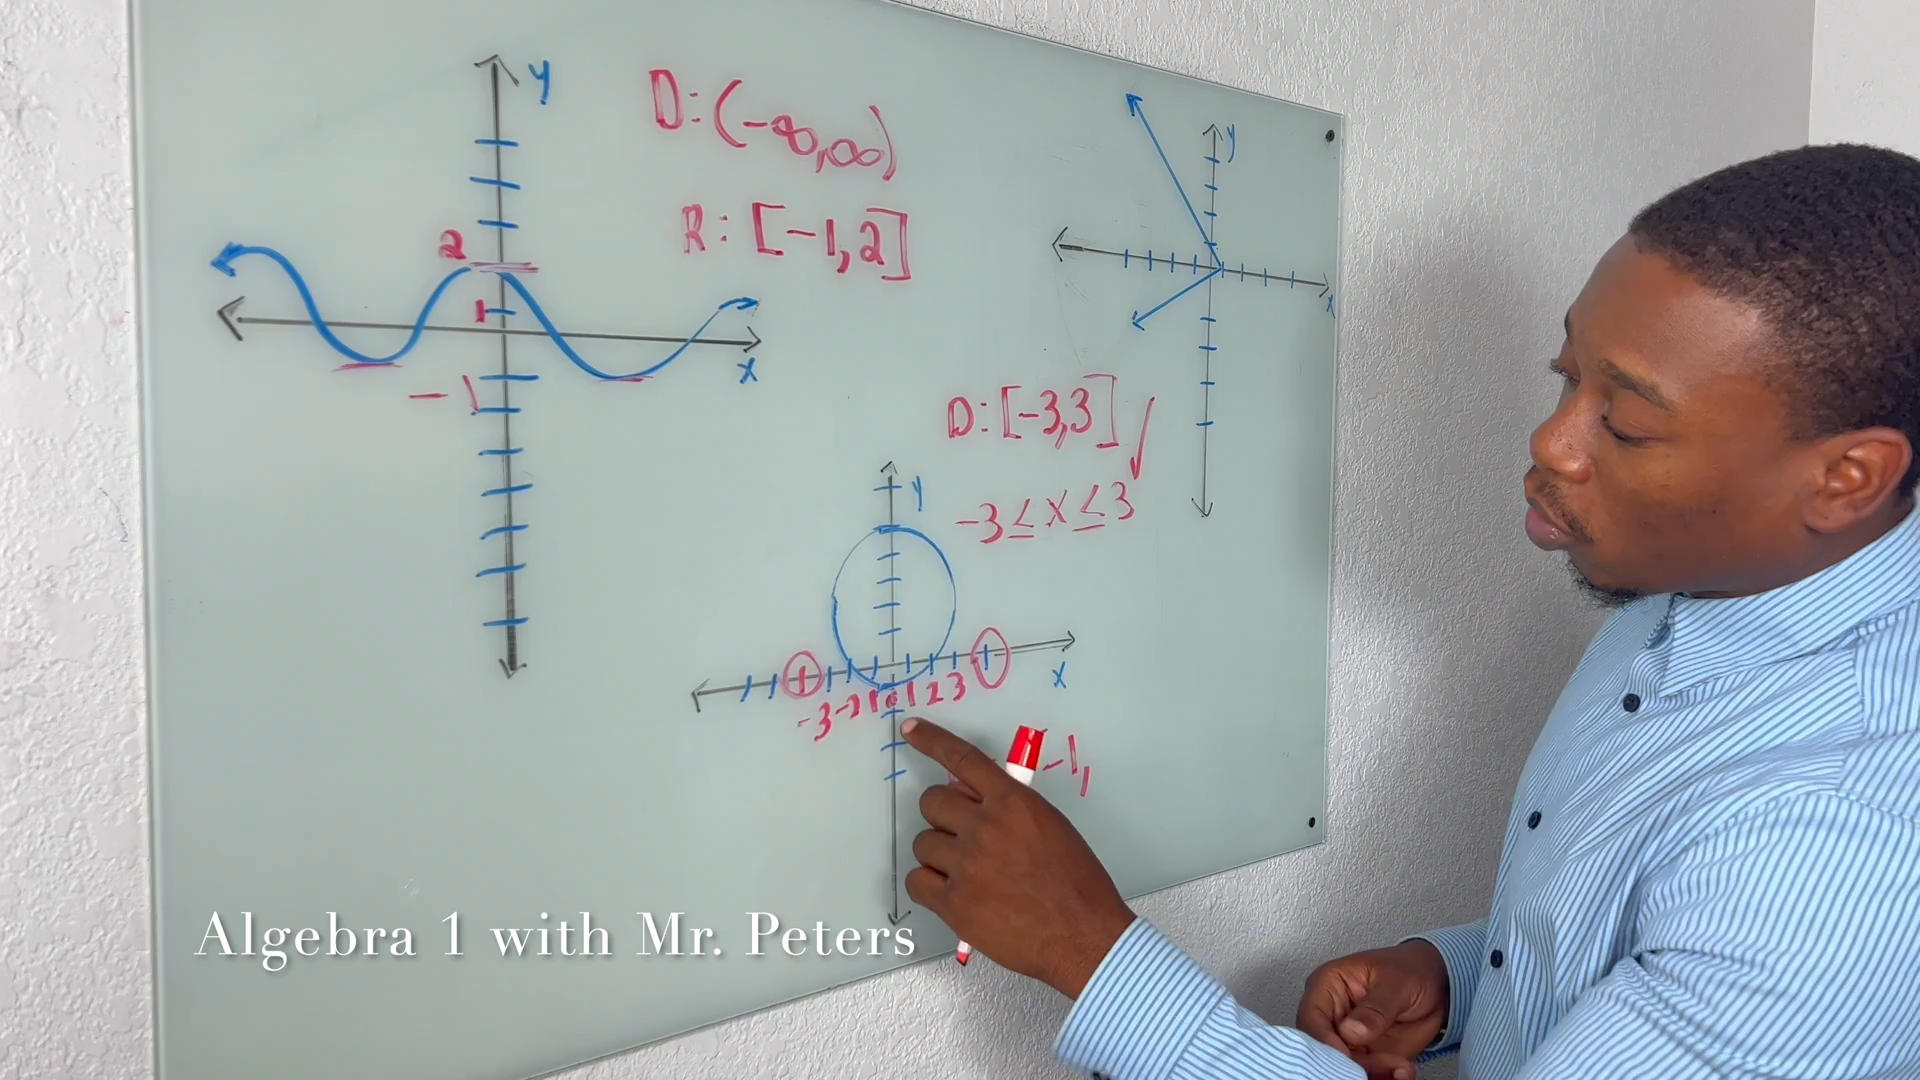 y
D: (-∞,∞)
R: [-1,2]
2
1
-1
x
y
x
D: [-3,3]
-3 ≤ x ≤ 3
y
x
-3 -2 1 0 1 2 3
-1,
Algebra 1 with Mr. Peters